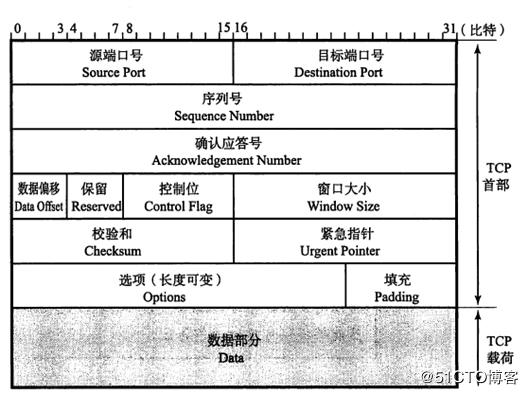 0 3 4 7 8 15 16 31 (比特)
源端口号 目标端口号
Source Port Destination Port
序列号
Sequence Number
确认应答号
Acknowledgement Number
数据偏移 保留 控制位 窗口大小
Data Offset Reserved Control Flag Window Size
校验和 紧急指针
Checksum Urgent Pointer
选项（长度可变） 填充
Options Padding
TCP
首部
数据部分
Data
TCP
载荷
@51CTO博客